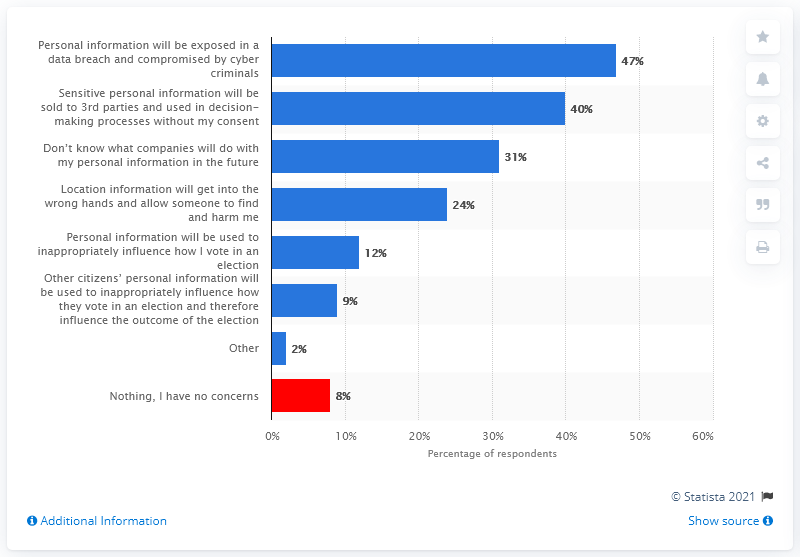 Personal information will be exposed in a
data breach and compromised by cyber
criminals
47%
Sensitive personal information will be
sold to 3rd parties and used in decision-
making processes without my consent
40%
Don’t know what companies will do with
my personal information in the future
31%
Location information will get into the
wrong hands and allow someone to find
and harm me
24%
Personal information will be used to
inappropriately influence how I vote in an
election
12%
Other citizens’ personal information will
be used to inappropriately influence how
they vote in an election and therefore
influence the outcome of the election
9%
Other
2%
Nothing, I have no concerns
8%
0% 10% 20% 30% 40% 50% 60%
Percentage of respondents
© Statista 2021
Additional Information
Show source